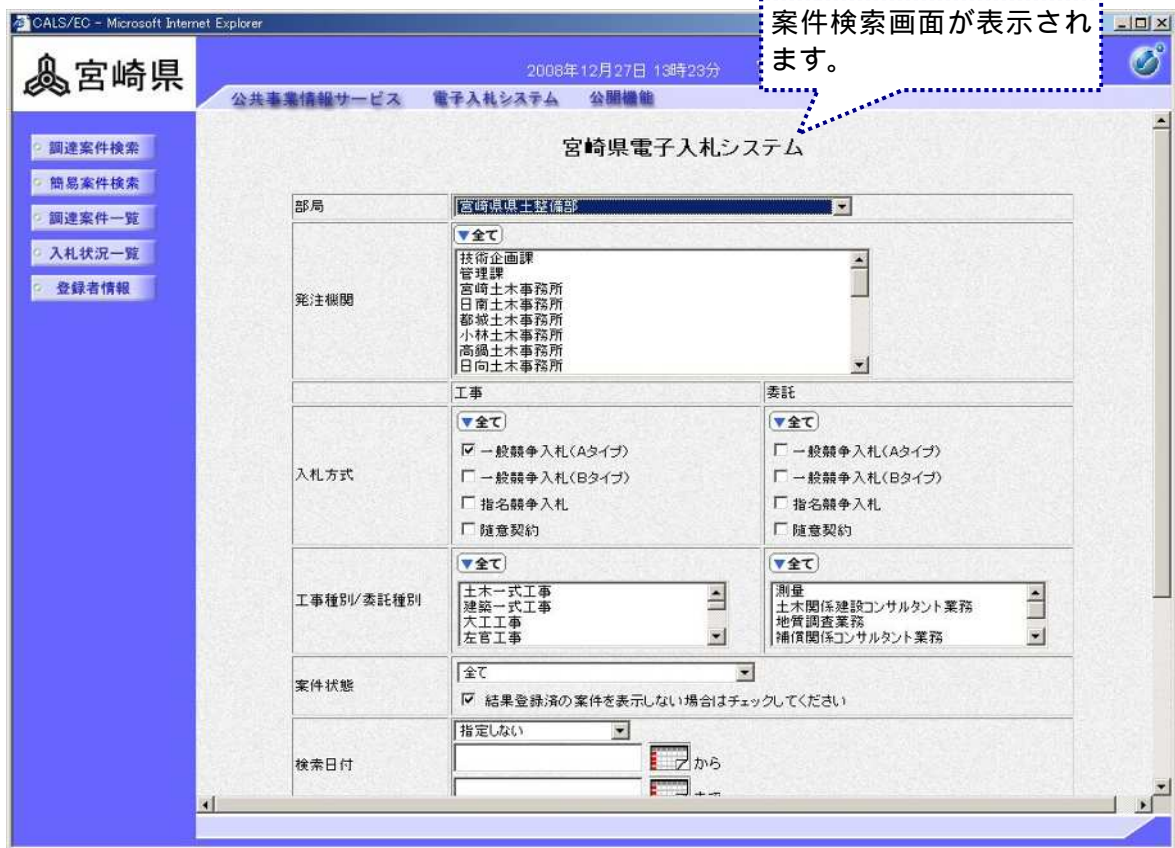 CALS/EC - Microsoft Internet Explorer
案件検索画面が表示され
ます。
宮崎県
2008年12月27日 13時23分
公共事業情報サービス 電子入札システム 公開機能
調達案件検索
簡易案件検索
調達案件一覧
入札状況一覧
登録者情報
宮崎県電子入札システム
部局
宮崎県県土整備部
発注機関
▼全て
技術企画課
管理課
宮崎土木事務所
日南土木事務所
都城土木事務所
小林土木事務所
高鍋土木事務所
日向土木事務所
工事 委託
入札方式
▼全て ▼全て
一般競争入札(Aタイプ) 一般競争入札(Aタイプ)
一般競争入札(Bタイプ) 一般競争入札(Bタイプ)
指名競争入札 指名競争入札
随意契約 随意契約
工事種別/委託種別
▼全て ▼全て
土木一式工事 測量
建築一式工事 土木関係建設コンサルタント業務
大工工事 地質調査業務
左官工事 補償関係コンサルタント業務
案件状態
全て
結果登録済の案件を表示しない場合はチェックしてください
検索日付
指定しない
から